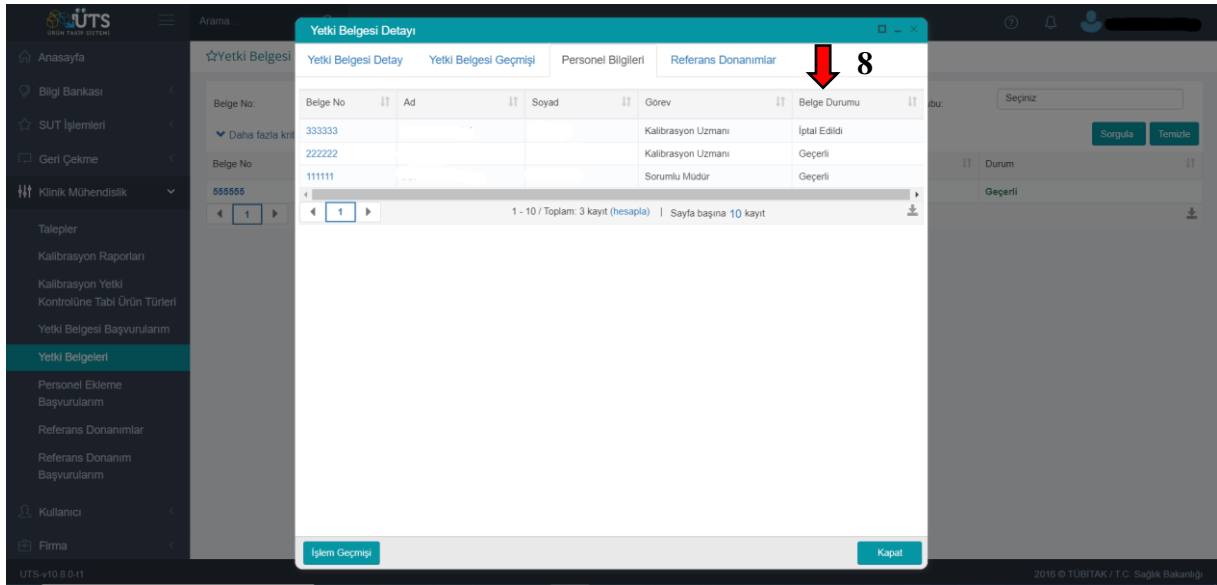 ÜTS
ÜRÜN TAKİP SİSTEMİ
Arama...
Anasayfa
Bilgi Bankası
SUT İşlemleri
Geri Çekme
Klinik Mühendislik
Talepler
Kalibrasyon Raporları
Kalibrasyon Yetki
Kontrolüne Tabi Ürün Türleri
Yetki Belgesi Başvurularım
Yetki Belgeleri
Personel Ekleme
Başvurularım
Referans Donanımlar
Referans Donanım
Başvurularım
Kullanıcı
Firma
UTS-v10.8.0-t1
Yetki Belgesi
Belge No:
Seçiniz
Daha fazla krit
Sorgula Temizle
Belge No Durum
555555 Geçerli
1
Yetki Belgesi Detayı
Yetki Belgesi Detay Yetki Belgesi Geçmişi Personel Bilgileri Referans Donanımlar
8
Belge No Ad Soyad Görev Belge Durumu
333333 Kalibrasyon Uzmanı İptal Edildi
222222 Kalibrasyon Uzmanı Geçerli
111111 Sorumlu Müdür Geçerli
1 1 - 10 / Toplam: 3 kayıt (hesapla) | Sayfa başına 10 kayıt
İşlem Geçmişi Kapat
2016 © TÜBİTAK / T.C. Sağlık Bakanlığı